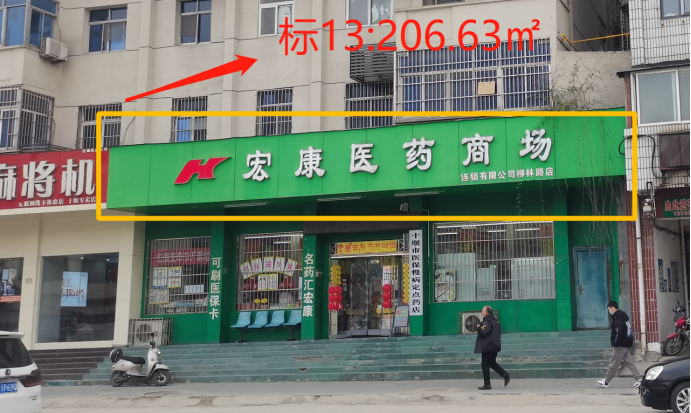 标13:206.63㎡
宏康医药商场
连锁有限公司柳林路店
麻将机
可刷医保卡
名药汇宏康
十堰市医保慢病定点药店